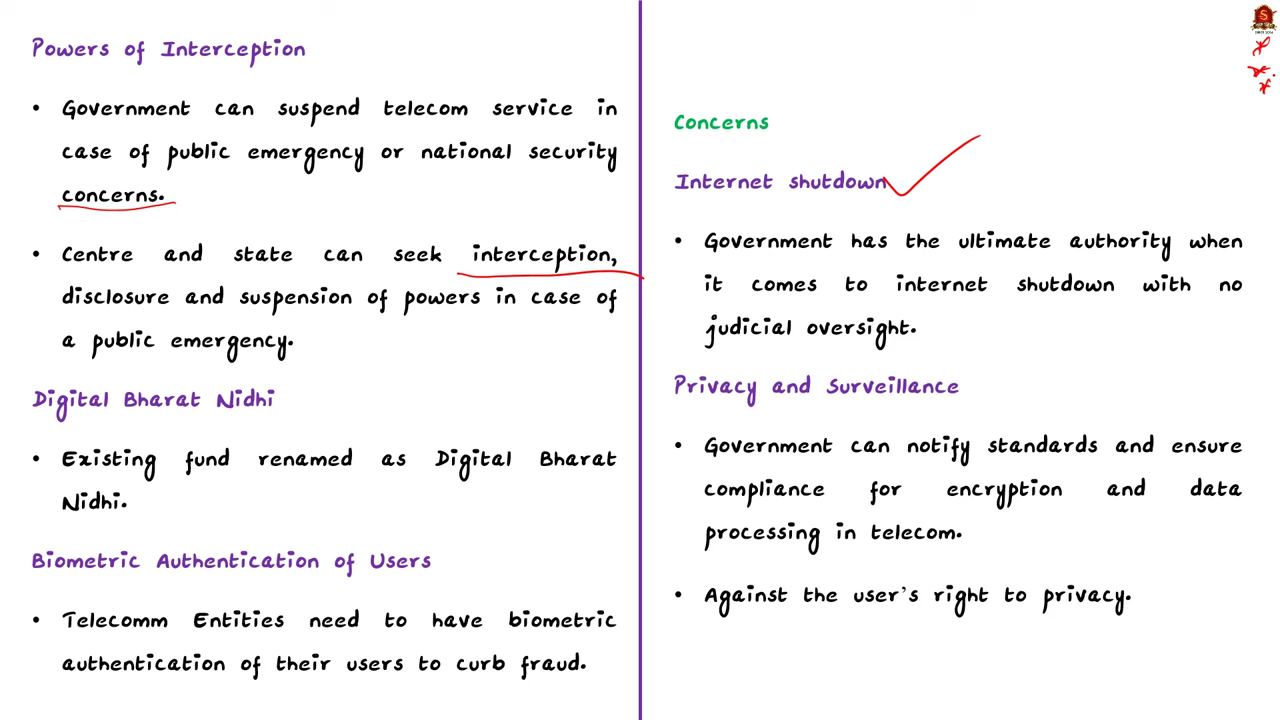 Powers of Interception
• Government can suspend telecom service in
case of public emergency or national security
concerns.
• Centre and state can seek interception,
disclosure and suspension of powers in case of
a public emergency.
Digital Bharat Nidhi
• Existing fund renamed as Digital Bharat
Nidhi.
Biometric Authentication of Users
• Telecomm Entities need to have biometric
authentication of their users to curb fraud.
Concerns
Internet shutdown
• Government has the ultimate authority when
it comes to internet shutdown with no
judicial oversight.
Privacy and Surveillance
• Government can notify standards and ensure
compliance for encryption and data
processing in telecom.
• Against the user's right to privacy.